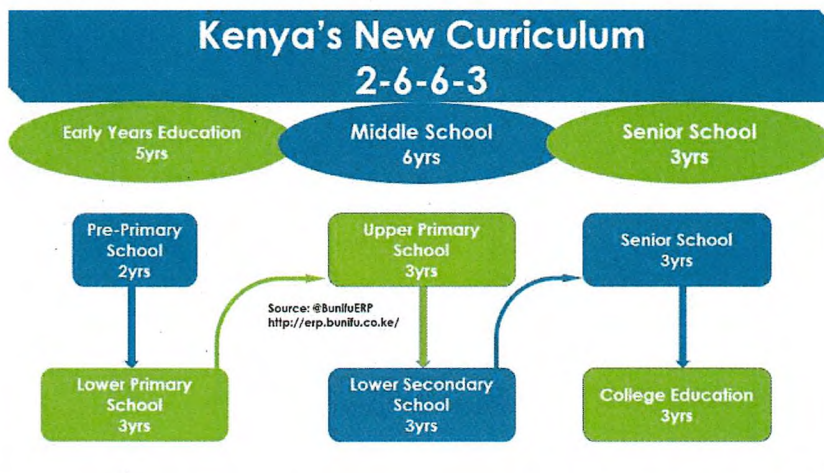 Kenya's New Curriculum
2-6-6-3
Early Years Education
5yrs
Middle School
6yrs
Senior School
3yrs
Pre-Primary
School
2yrs
Upper Primary
School
3yrs
Senior School
3yrs
Source: @BunifuERP
http://erp.bunifu.co.ke/
Lower Primary
School
3yrs
Lower Secondary
School
3yrs
College Education
3yrs